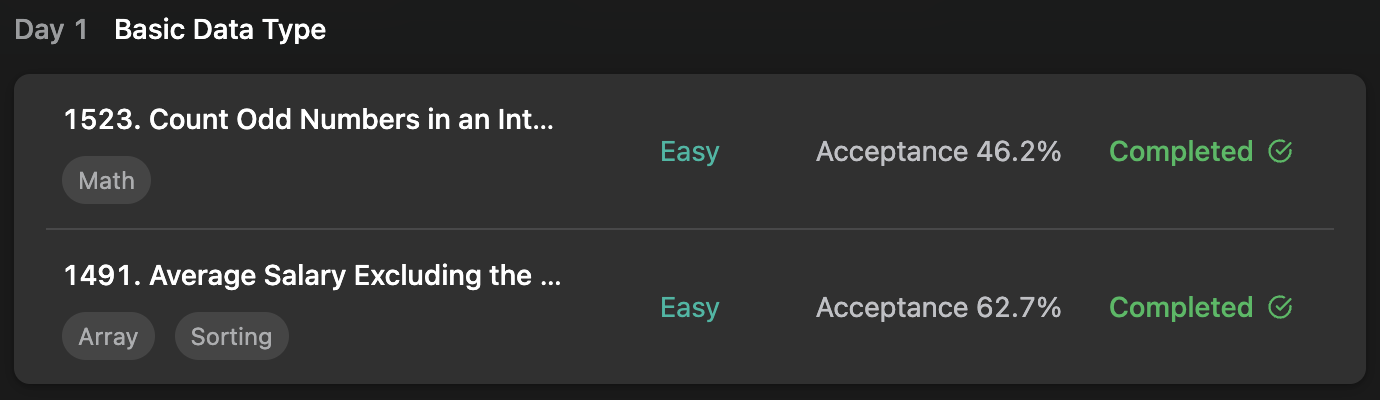 Day 1 Basic Data Type
1523. Count Odd Numbers in an Int...
Easy Acceptance 46.2% Completed
Math
1491. Average Salary Excluding the ...
Easy Acceptance 62.7% Completed
Array Sorting